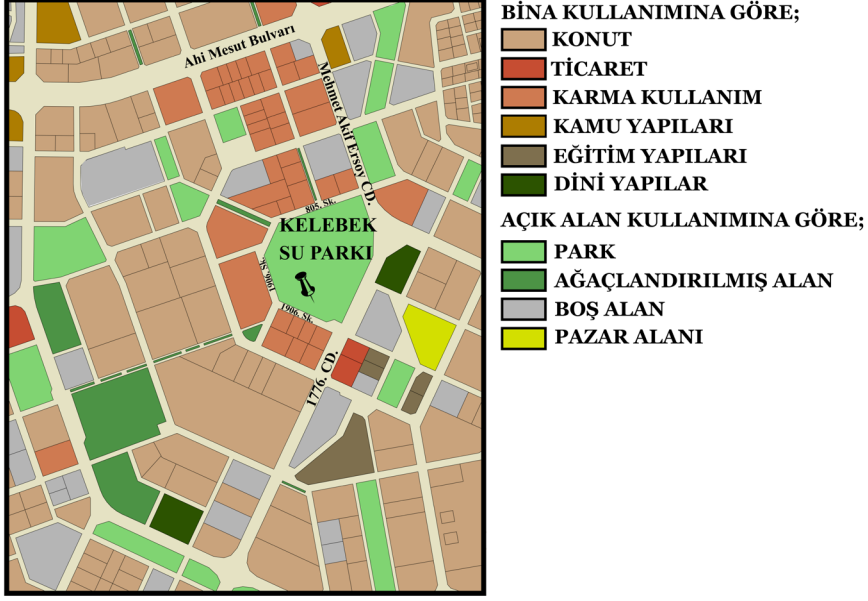 Ahi Mesut Bulvarı
Mehmet Akif Ersoy CD.
805. Sk.
KELEBEK
SU PARKI
1906. Sk.
1906. Sk.
1776. CD.
BİNA KULLANIMINA GÖRE;
KONUT
TİCARET
KARMA KULLANIM
KAMU YAPILARI
EĞİTİM YAPILARI
DİNİ YAPILAR
AÇIK ALAN KULLANIMINA GÖRE;
PARK
AĞAÇLANDIRILMIŞ ALAN
BOŞ ALAN
PAZAR ALANI